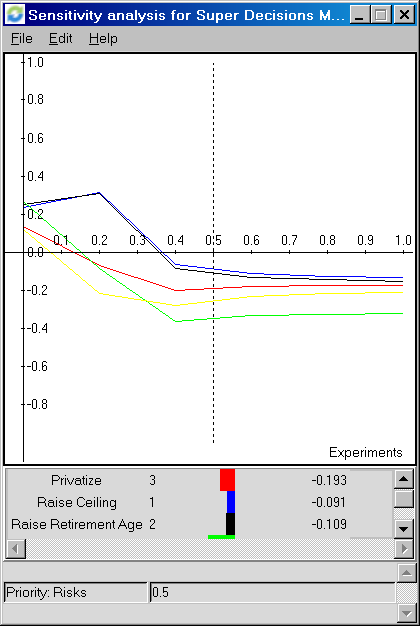 Sensitivity analysis for Super Decisions M...
File Edit Help
1.0
0.8
0.6
0.4
0.2
0.1 0.2 0.3 0.4 0.5 0.6 0.7 0.8 0.9 1.0
0.0
-0.2
-0.4
-0.6
-0.8
Experiments
Privatize 3 -0.193
Raise Ceiling 1 -0.091
Raise Retirement Age 2 -0.109
Priority: Risks 0.5